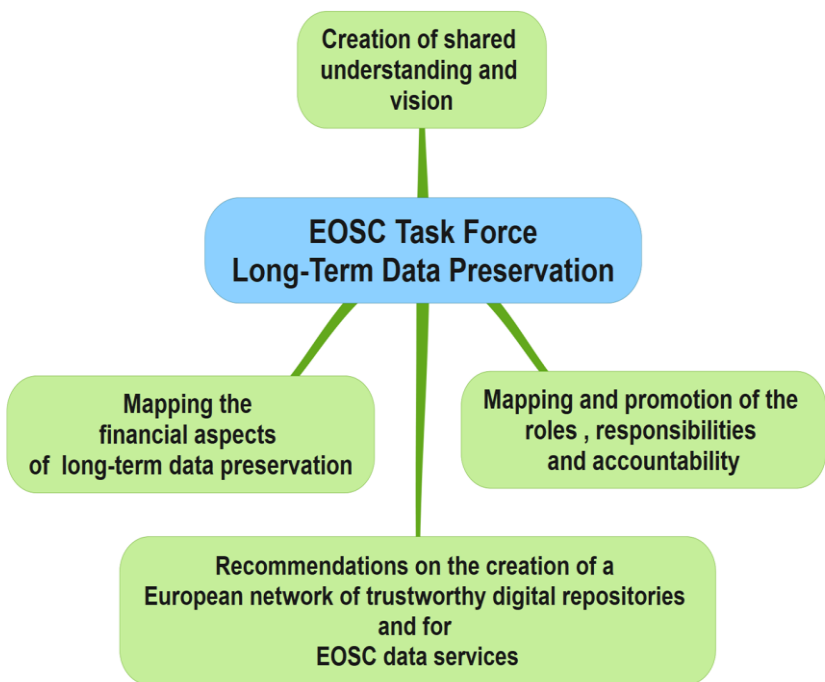 Creation of shared
understanding and
vision
EOSC Task Force
Long-Term Data Preservation
Mapping the
financial aspects
of long-term data preservation
Mapping and promotion of the
roles , responsibilities
and accountability
Recommendations on the creation of a
European network of trustworthy digital repositories
and for
EOSC data services